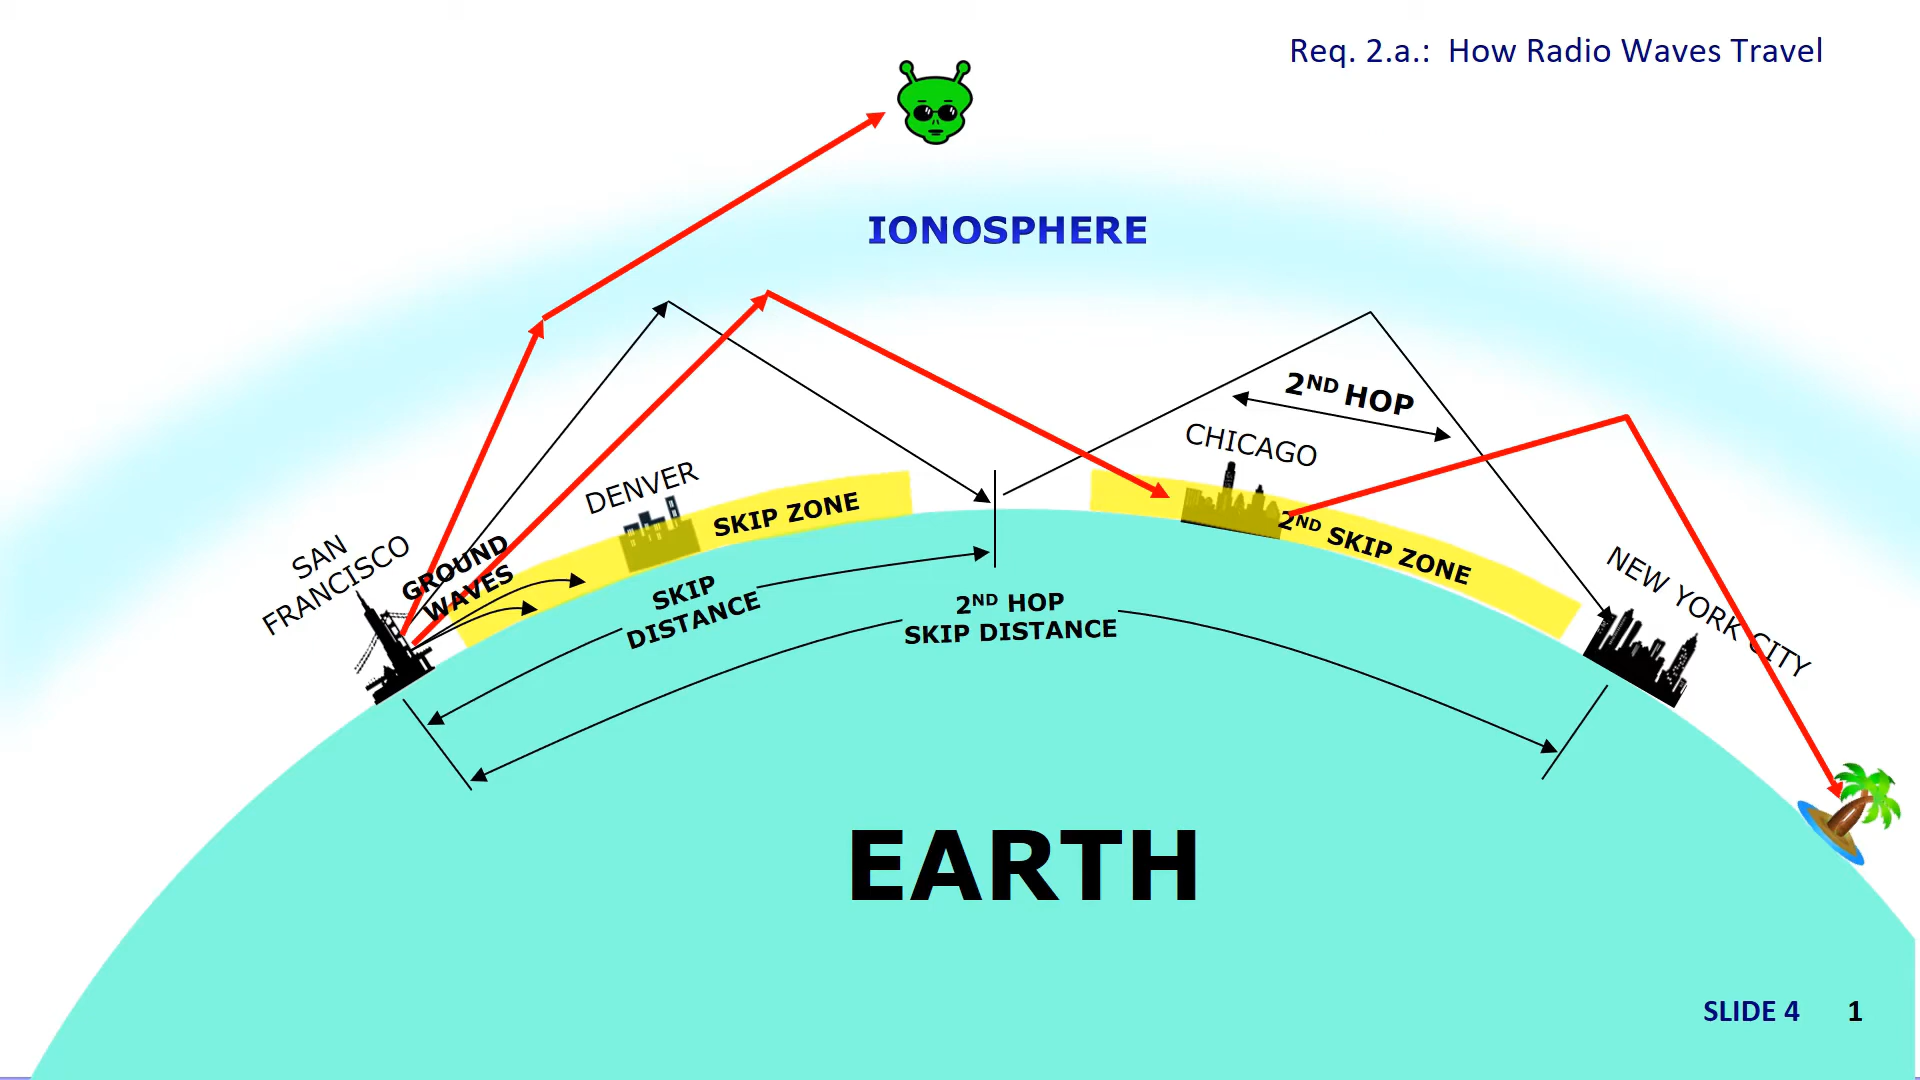 Req. 2.a.:  How Radio Waves Travel
IONOSPHERE
2ND HOP
CHICAGO
DENVER
SKIP ZONE
2ND SKIP ZONE
SAN
FRANCISCO
GROUND
WAVES
NEW YORK CITY
SKIP
DISTANCE
2ND HOP
SKIP DISTANCE
EARTH
SLIDE 4 1